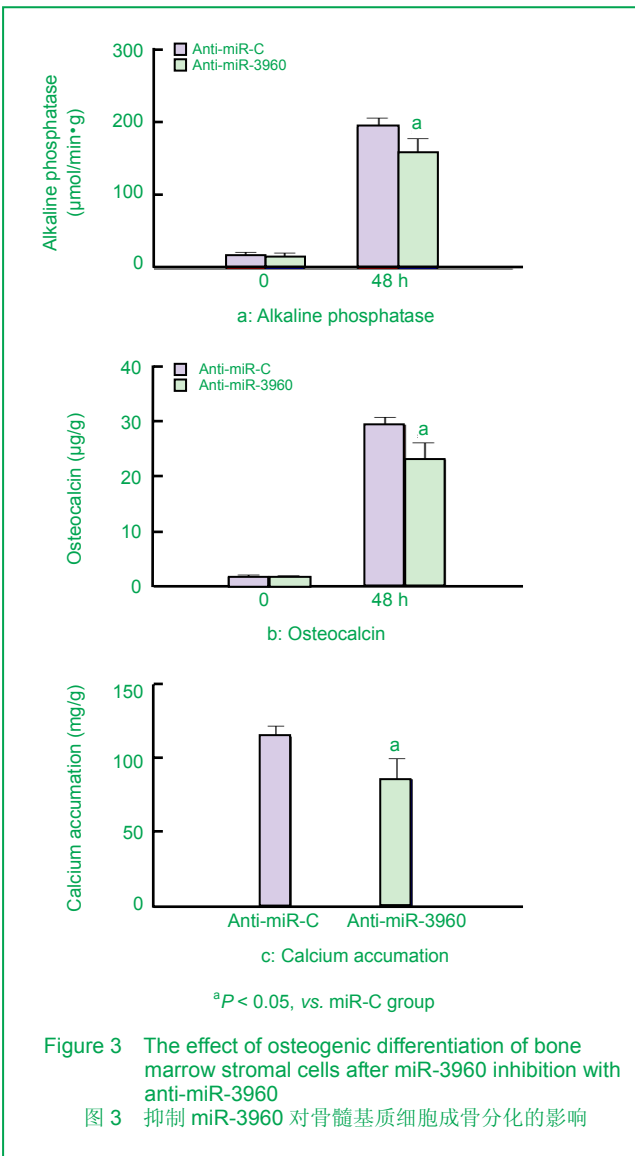 Anti-miR-C
Anti-miR-3960
Alkaline phosphatase
(μmol/min•g)
300
200
100
0
0
48 h
a
a: Alkaline phosphatase
Anti-miR-C
Anti-miR-3960
Osteocalcin (μg/g)
40
30
20
10
0
0
48 h
a
b: Osteocalcin
Calcium accumation (mg/g)
150
100
50
0
a
Anti-miR-C
Anti-miR-3960
c: Calcium accumation
ᵃP < 0.05, vs. miR-C group
Figure 3 The effect of osteogenic differentiation of bone
marrow stromal cells after miR-3960 inhibition with
anti-miR-3960
图 3 抑制 miR-3960 对骨髓基质细胞成骨分化的影响